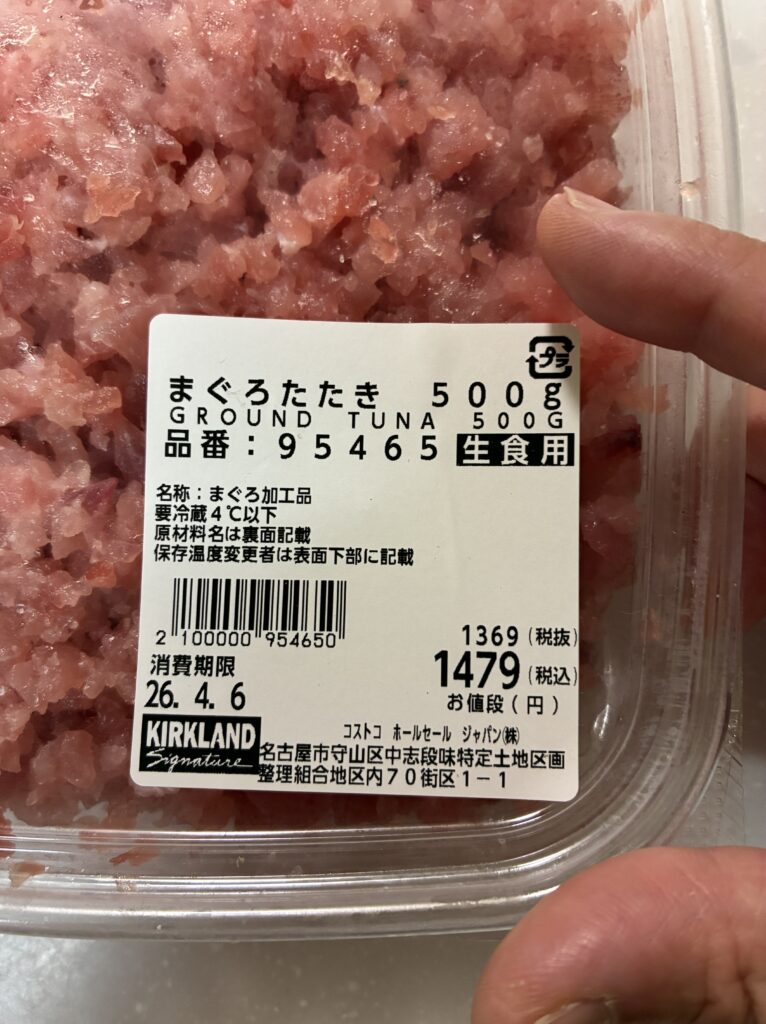 プラ
まぐろたたき 500g
GROUND TUNA 500G
品番:95465 生食用
名称:まぐろ加工品
要冷蔵4℃以下
原材料名は裏面記載
保存温度変更者は表面下部に記載
2 100000 954650
1369(税抜)
消費期限
1479(税込)
26.4.6
お値段(円)
KIRKLAND
Signature
コストコ ホールセール ジャパン㈱
名古屋市守山区中志段味特定土地区画
整理組合地区内70街区1-1